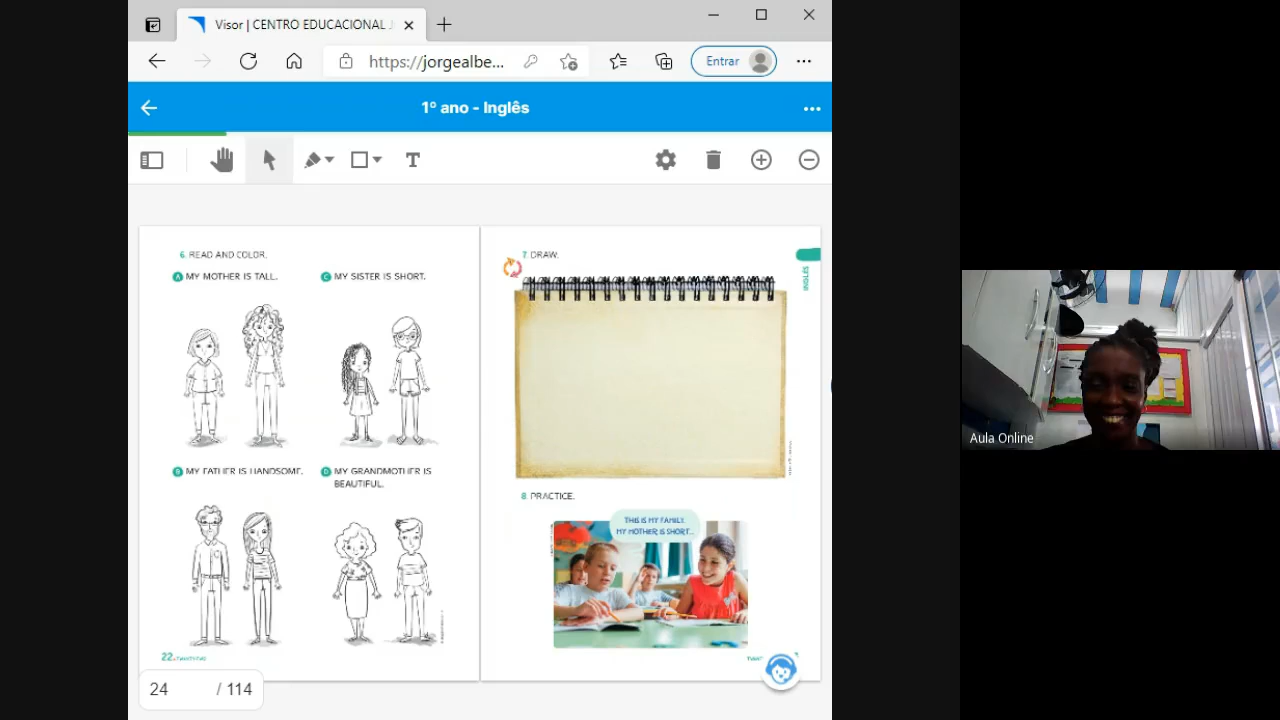 Visor | CENTRO EDUCACIONAL
https://jorgealbe...
Entrar
1º ano - Inglês
6. READ AND COLOR.
A MY MOTHER IS TALL.
C MY SISTER IS SHORT.
B MY FATHER IS HANDSOME.
D MY GRANDMOTHER IS
BEAUTIFUL.
22
7. DRAW.
INGLÊS
8. PRACTICE.
THIS IS MY FAMILY.
MY MOTHER IS SHORT...
24 / 114
Aula Online